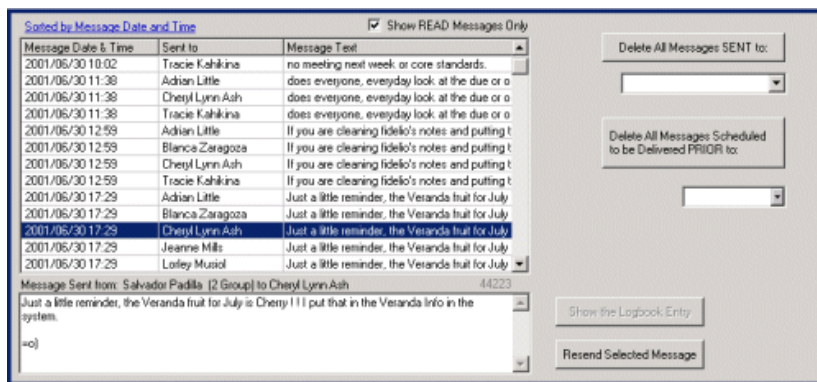 Sorted by Message Date and Time
Show READ Messages Only
Message Date & Time Sent to Message Text
2001/06/30 10:02 Tracie Kahikina no meeting next week or core standards.
2001/06/30 11:38 Adrian Little does everyone, everyday look at the due or o
2001/06/30 11:38 Cheryl Lynn Ash does everyone, everyday look at the due or o
2001/06/30 11:38 Tracie Kahikina does everyone, everyday look at the due or o
2001/06/30 12:59 Adrian Little If you are cleaning fidelio's notes and putting t
2001/06/30 12:59 Blanca Zaragoza If you are cleaning fidelio's notes and putting t
2001/06/30 12:59 Cheryl Lynn Ash If you are cleaning fidelio's notes and putting t
2001/06/30 12:59 Tracie Kahikina If you are cleaning fidelio's notes and putting t
2001/06/30 17:29 Adrian Little Just a little reminder, the Veranda fruit for July
2001/06/30 17:29 Blanca Zaragoza Just a little reminder, the Veranda fruit for July
2001/06/30 17:29 Cheryl Lynn Ash Just a little reminder, the Veranda fruit for July
2001/06/30 17:29 Jeanne Mills Just a little reminder, the Veranda fruit for July
2001/06/30 17:29 Lorley Musiol Just a little reminder, the Veranda fruit for July
Message Sent from: Salvador Padilla (2 Group) to Cheryl Lynn Ash 44223
Just a little reminder, the Veranda fruit for July is Cherry ! ! ! I put that in the Veranda Info in the
system.
=o)
Delete All Messages SENT to:
Delete All Messages Scheduled
to be Delivered PRIOR to:
Show the Logbook Entry
Resend Selected Message